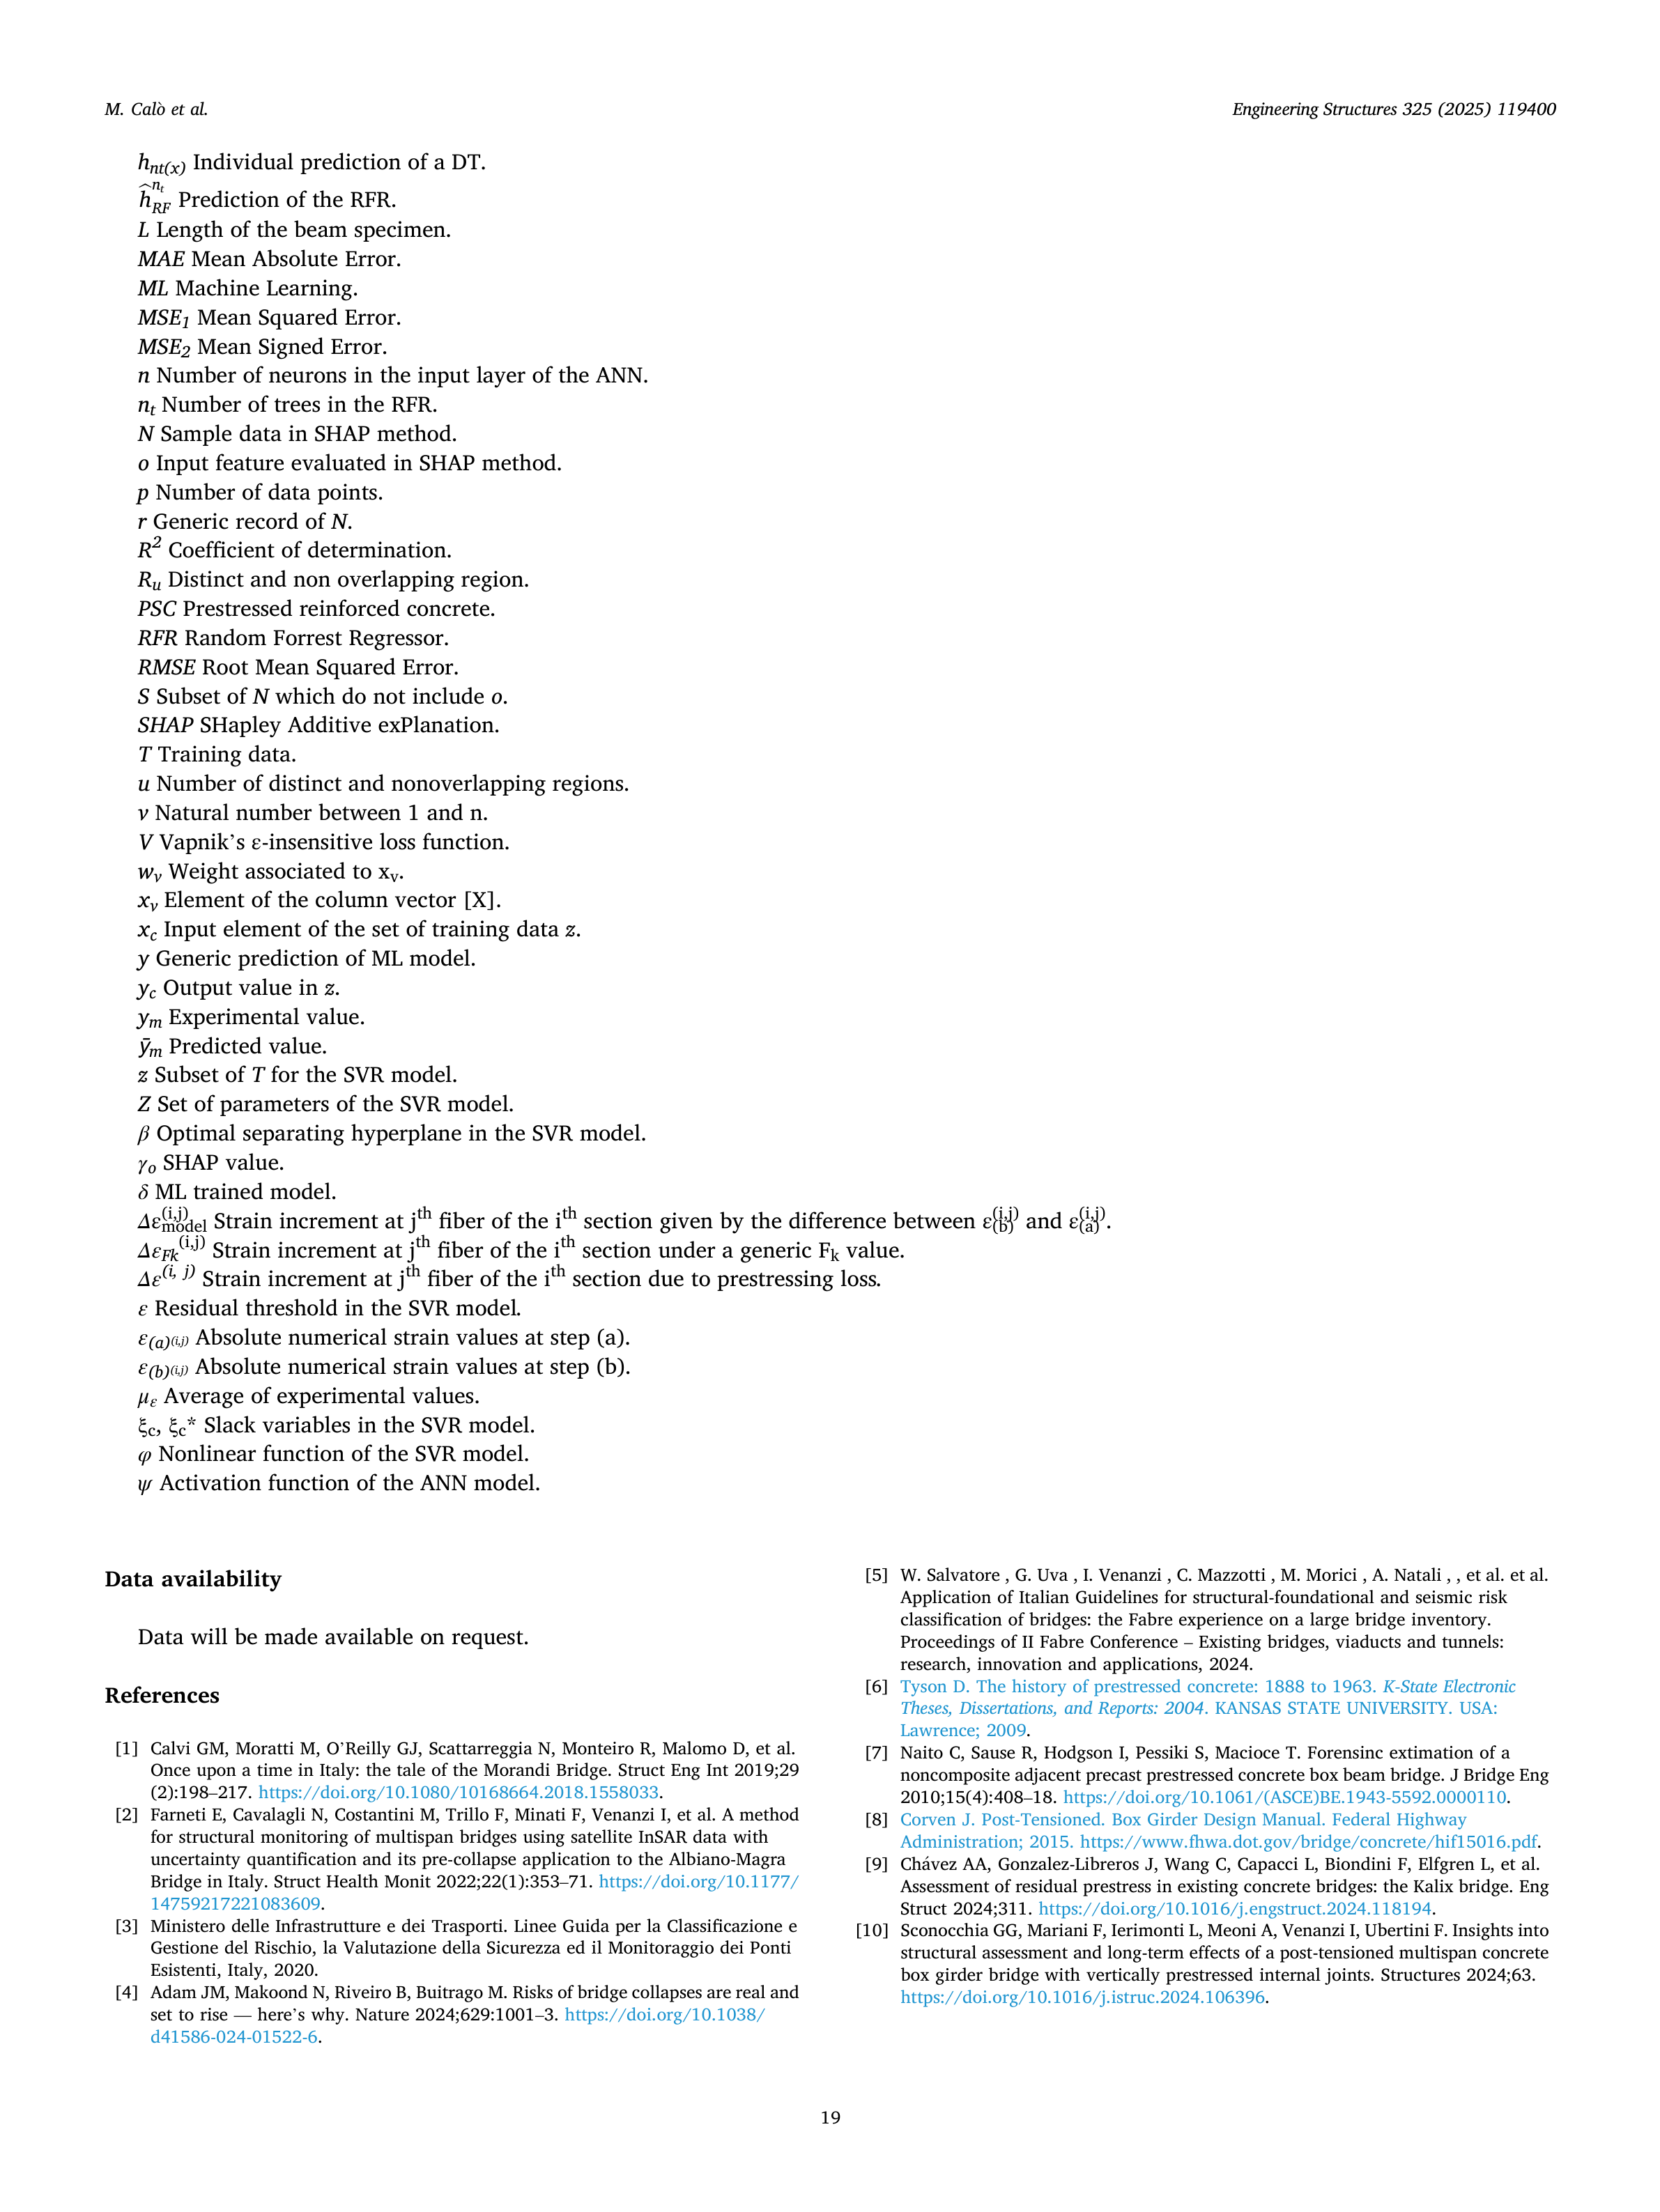 M. Calò et al.
Engineering Structures 325 (2025) 119400
h_nt(x) Individual prediction of a DT.
ĥ_RF^n_t Prediction of the RFR.
L Length of the beam specimen.
MAE Mean Absolute Error.
ML Machine Learning.
MSE_1 Mean Squared Error.
MSE_2 Mean Signed Error.
n Number of neurons in the input layer of the ANN.
n_t Number of trees in the RFR.
N Sample data in SHAP method.
o Input feature evaluated in SHAP method.
p Number of data points.
r Generic record of N.
R^2 Coefficient of determination.
R_u Distinct and non overlapping region.
PSC Prestressed reinforced concrete.
RFR Random Forrest Regressor.
RMSE Root Mean Squared Error.
S Subset of N which do not include o.
SHAP SHapley Additive exPlanation.
T Training data.
u Number of distinct and nonoverlapping regions.
v Natural number between 1 and n.
V Vapnik's ε-insensitive loss function.
w_v Weight associated to x_v.
x_v Element of the column vector [X].
x_c Input element of the set of training data z.
y Generic prediction of ML model.
y_c Output value in z.
y_m Experimental value.
ȳ_m Predicted value.
z Subset of T for the SVR model.
Z Set of parameters of the SVR model.
β Optimal separating hyperplane in the SVR model.
γ_o SHAP value.
δ ML trained model.
Δε_model^(i,j) Strain increment at j^th fiber of the i^th section given by the difference between ε_(b)^(i,j) and ε_(a)^(i,j).
Δε_Fk^(i,j) Strain increment at j^th fiber of the i^th section under a generic F_k value.
Δε^(i, j) Strain increment at j^th fiber of the i^th section due to prestressing loss.
ε Residual threshold in the SVR model.
ε_(a)^(i,j) Absolute numerical strain values at step (a).
ε_(b)^(i,j) Absolute numerical strain values at step (b).
μ_ε Average of experimental values.
ξ_c, ξ_c* Slack variables in the SVR model.
φ Nonlinear function of the SVR model.
ψ Activation function of the ANN model.
Data availability
Data will be made available on request.
References
[1] Calvi GM, Moratti M, O'Reilly GJ, Scattarreggia N, Monteiro R, Malomo D, et al.
Once upon a time in Italy: the tale of the Morandi Bridge. Struct Eng Int 2019;29
(2):198–217. https://doi.org/10.1080/10168664.2018.1558033.
[2] Farneti E, Cavalagli N, Costantini M, Trillo F, Minati F, Venanzi I, et al. A method
for structural monitoring of multispan bridges using satellite InSAR data with
uncertainty quantification and its pre-collapse application to the Albiano-Magra
Bridge in Italy. Struct Health Monit 2022;22(1):353–71. https://doi.org/10.1177/
14759217221083609.
[3] Ministero delle Infrastrutture e dei Trasporti. Linee Guida per la Classificazione e
Gestione del Rischio, la Valutazione della Sicurezza ed il Monitoraggio dei Ponti
Esistenti, Italy, 2020.
[4] Adam JM, Makoond N, Riveiro B, Buitrago M. Risks of bridge collapses are real and
set to rise — here's why. Nature 2024;629:1001–3. https://doi.org/10.1038/
d41586-024-01522-6.
[5] W. Salvatore , G. Uva , I. Venanzi , C. Mazzotti , M. Morici , A. Natali , , et al. et al.
Application of Italian Guidelines for structural-foundational and seismic risk
classification of bridges: the Fabre experience on a large bridge inventory.
Proceedings of II Fabre Conference – Existing bridges, viaducts and tunnels:
research, innovation and applications, 2024.
[6] Tyson D. The history of prestressed concrete: 1888 to 1963. K-State Electronic
Theses, Dissertations, and Reports: 2004. KANSAS STATE UNIVERSITY. USA:
Lawrence; 2009.
[7] Naito C, Sause R, Hodgson I, Pessiki S, Macioce T. Forensinc extimation of a
noncomposite adjacent precast prestressed concrete box beam bridge. J Bridge Eng
2010;15(4):408–18. https://doi.org/10.1061/(ASCE)BE.1943-5592.0000110.
[8] Corven J. Post-Tensioned. Box Girder Design Manual. Federal Highway
Administration; 2015. https://www.fhwa.dot.gov/bridge/concrete/hif15016.pdf.
[9] Chávez AA, Gonzalez-Libreros J, Wang C, Capacci L, Biondini F, Elfgren L, et al.
Assessment of residual prestress in existing concrete bridges: the Kalix bridge. Eng
Struct 2024;311. https://doi.org/10.1016/j.engstruct.2024.118194.
[10] Sconocchia GG, Mariani F, Ierimonti L, Meoni A, Venanzi I, Ubertini F. Insights into
structural assessment and long-term effects of a post-tensioned multispan concrete
box girder bridge with vertically prestressed internal joints. Structures 2024;63.
https://doi.org/10.1016/j.istruc.2024.106396.
19